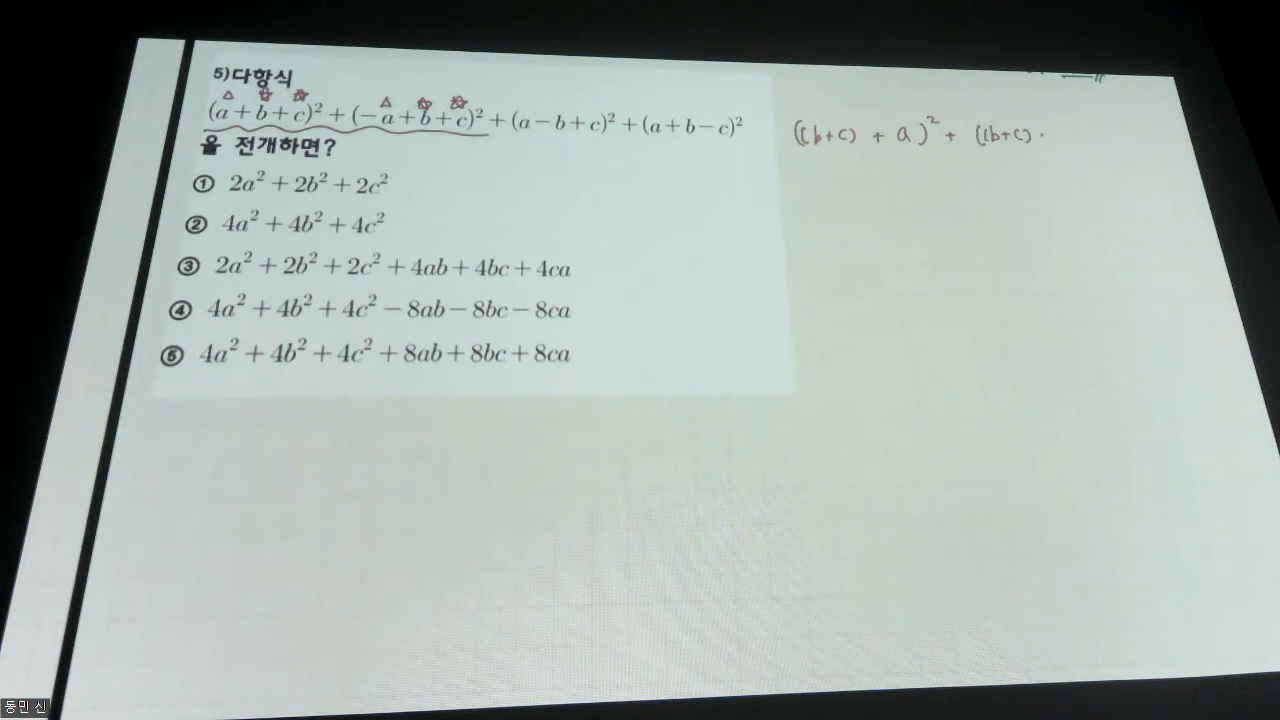 5)다항식
(a+b+c)² + (−a+b+c)² + (a−b+c)² + (a+b−c)²
을 전개하면?
① 2a² + 2b² + 2c²
② 4a² + 4b² + 4c²
③ 2a² + 2b² + 2c² + 4ab + 4bc + 4ca
④ 4a² + 4b² + 4c² − 8ab − 8bc − 8ca
⑤ 4a² + 4b² + 4c² + 8ab + 8bc + 8ca
((b+c) + a)² + ((b+c) ·
동민 신